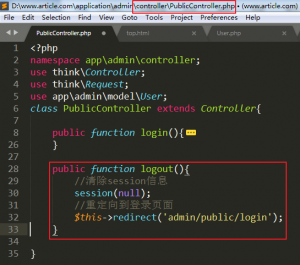 D:\www.article.com\application\admin\controller\PublicController.php • (www.article.com)
File Edit Selection Find View Goto Tools Project Preferences Help
PublicController.php top.html User.php
1 <?php
2 namespace app\admin\controller;
3 use think\Controller;
4 use think\Request;
5 use app\admin\model\User;
6 class PublicController extends Controller{
7
8 public function login(){
26 }
27
28 public function logout(){
29 //清除session信息
30 session(null);
31 //重定向到登录页面
32 $this->redirect('admin/public/login');
33 }
34
35 }